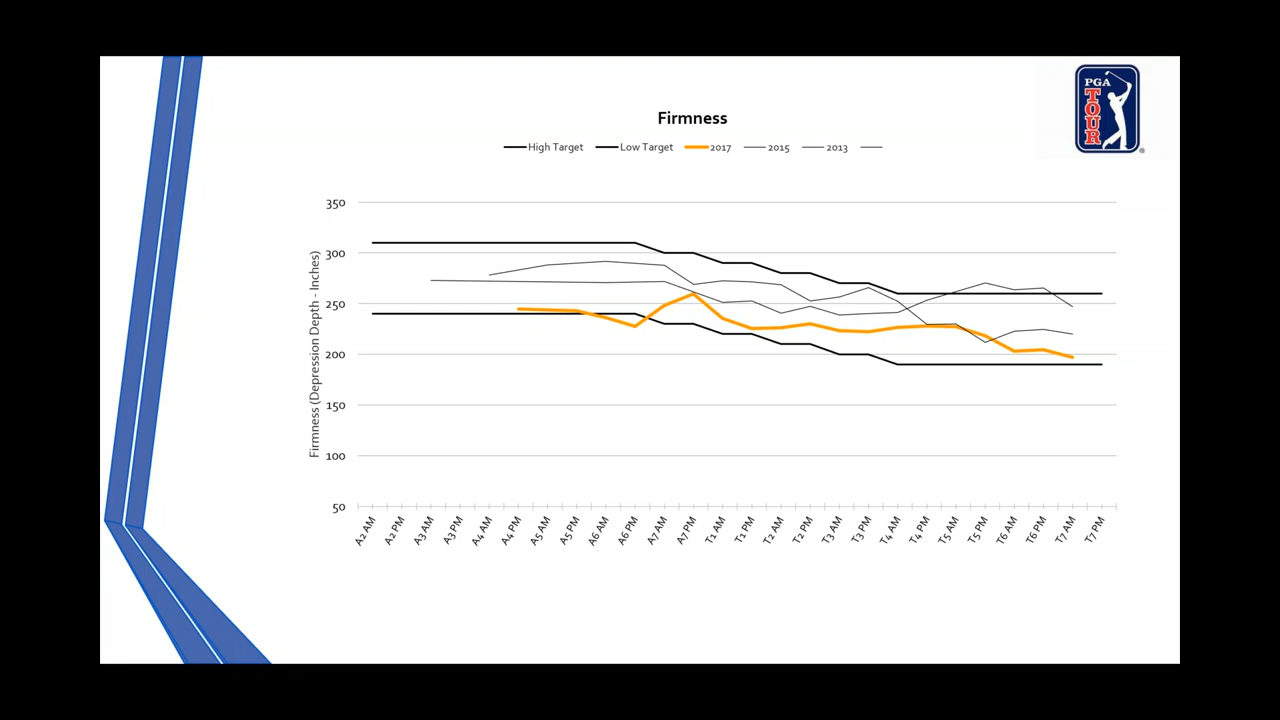 PGA
TOUR
®
Firmness
High Target Low Target 2017 2015 2013
Firmness (Depression Depth - Inches)
350
300
250
200
150
100
50
A2 AM A2 PM A3 AM A3 PM A4 AM A4 PM A5 AM A5 PM A6 AM A6 PM A7 AM A7 PM T1 AM T1 PM T2 AM T2 PM T3 AM T3 PM T4 AM T4 PM T5 AM T5 PM T6 AM T6 PM T7 AM T7 PM